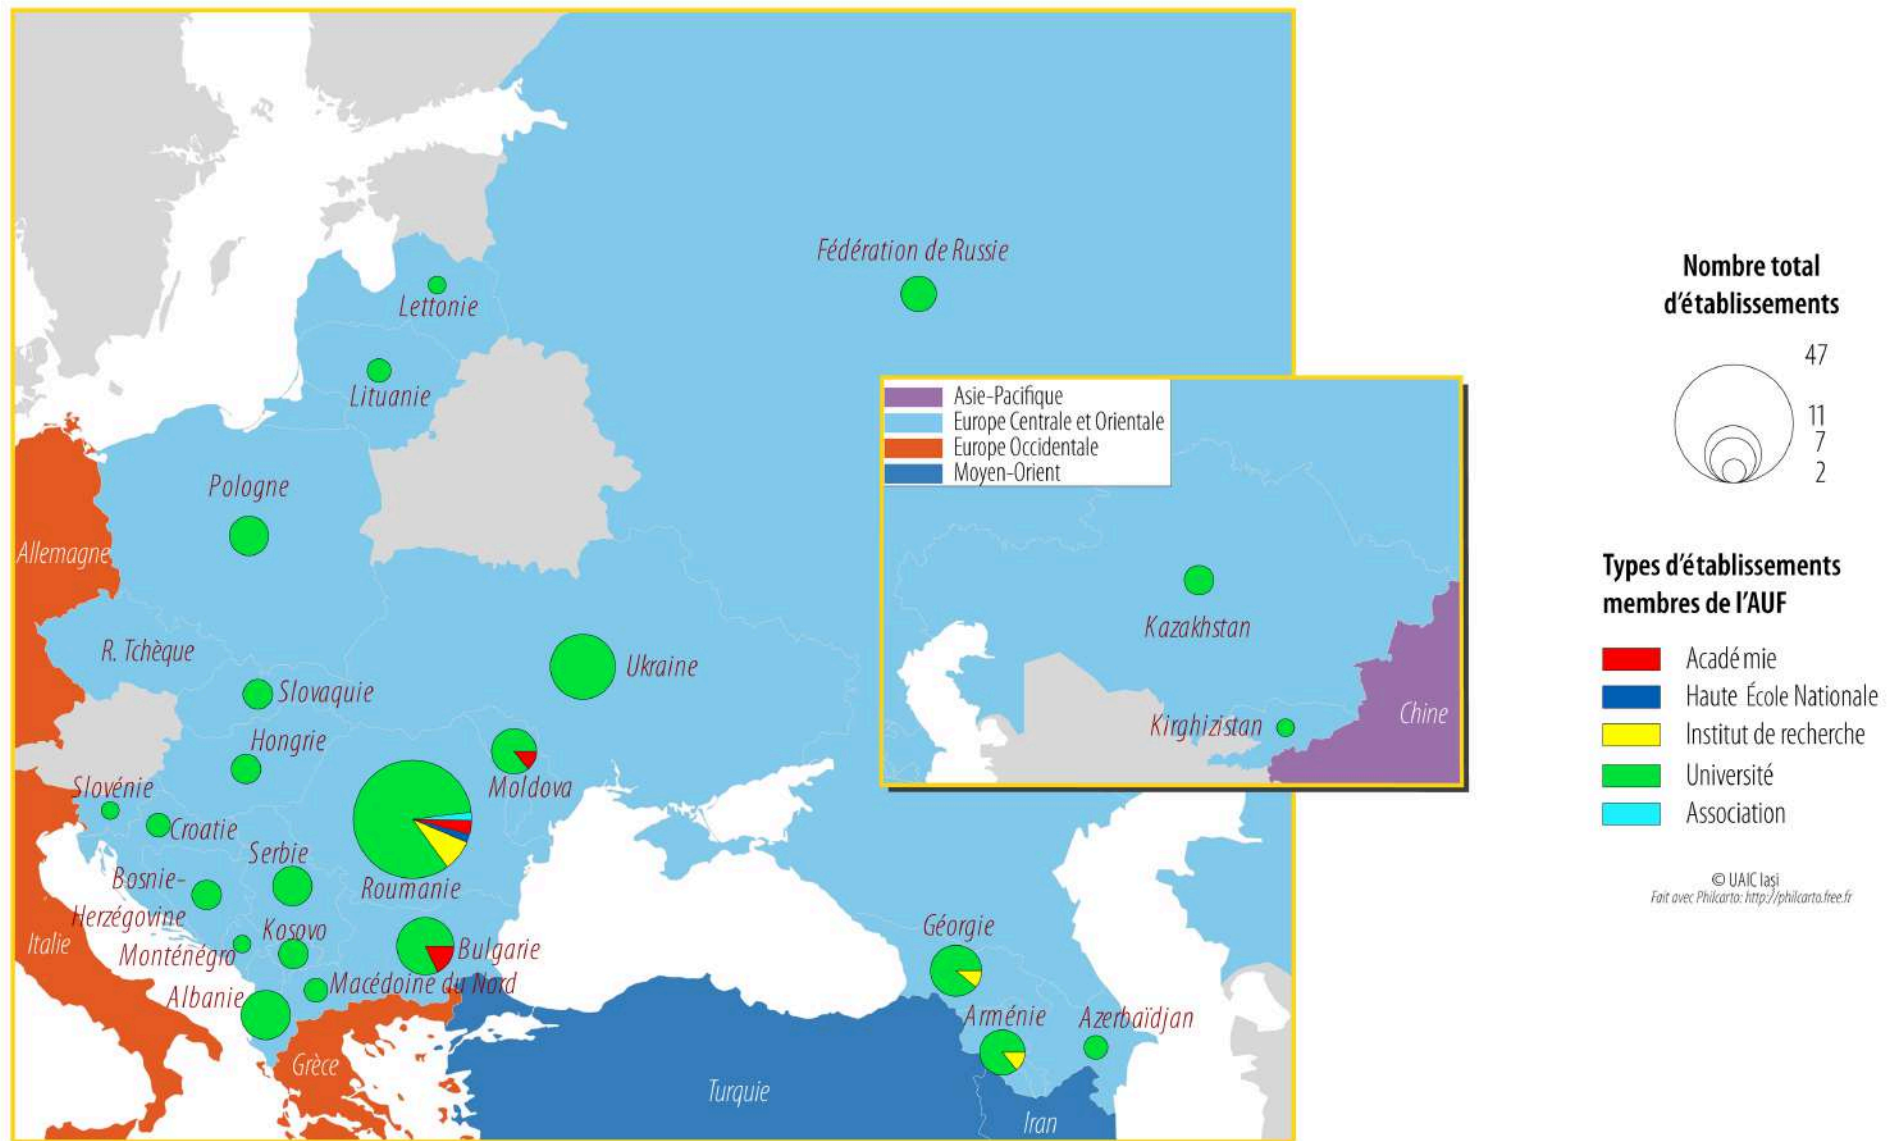 Fédération de Russie
Lettonie
Lituanie
Pologne
Allemagne
R. Tchèque
Slovaquie
Ukraine
Hongrie
Moldova
Slovénie
Croatie
Serbie
Roumanie
Bosnie-
Herzégovine
Kosovo
Monténégro
Bulgarie
Macédoine du Nord
Albanie
Italie
Grèce
Turquie
Géorgie
Arménie
Azerbaïdjan
Iran
Asie-Pacifique
Europe Centrale et Orientale
Europe Occidentale
Moyen-Orient
Kazakhstan
Kirghizistan
Chine
Nombre total
d'établissements
47
11
7
2
Types d'établissements
membres de l'AUF
Acadé mie
Haute École Nationale
Institut de recherche
Université
Association
© UAIC Iași
Fait avec Philcarto: http://philcarto.free.fr